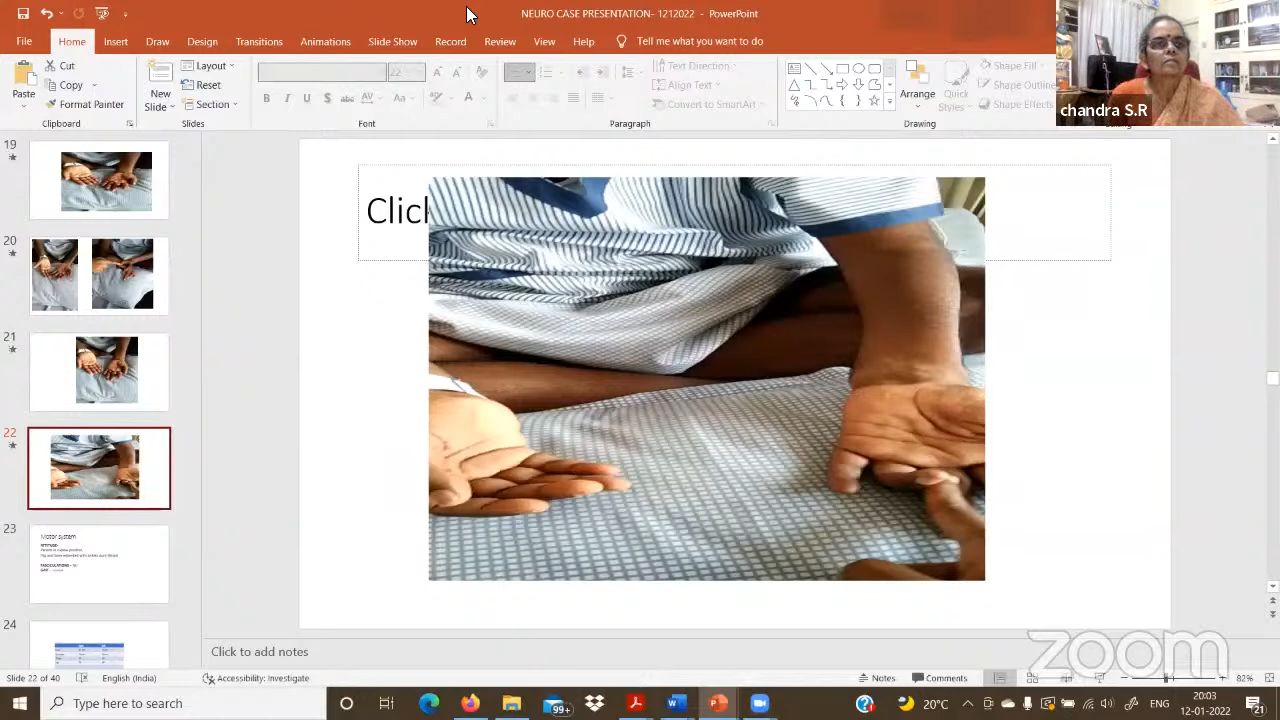 NEURO CASE PRESENTATION- 1212022 - PowerPoint
File Home Insert Draw Design Transitions Animations Slide Show Record Review View Help Tell me what you want to do
Paste
Cut
Copy
Format Painter
Clipboard
New Slide
Layout
Reset
Section
Slides
22
Text Direction
Align Text
Convert to SmartArt
Paragraph
Arrange
Quick Styles
Shape Fill
Shape Outline
Shape Effects
Drawing
chandra S.R
19
20
21
22
23
Motor system
24
Click
Click to add notes
zoom
Slide 22 of 40 English (India) Accessibility: Investigate Notes Comments 82%
Type here to search
99+
20°C
20:03
12-01-2022
21